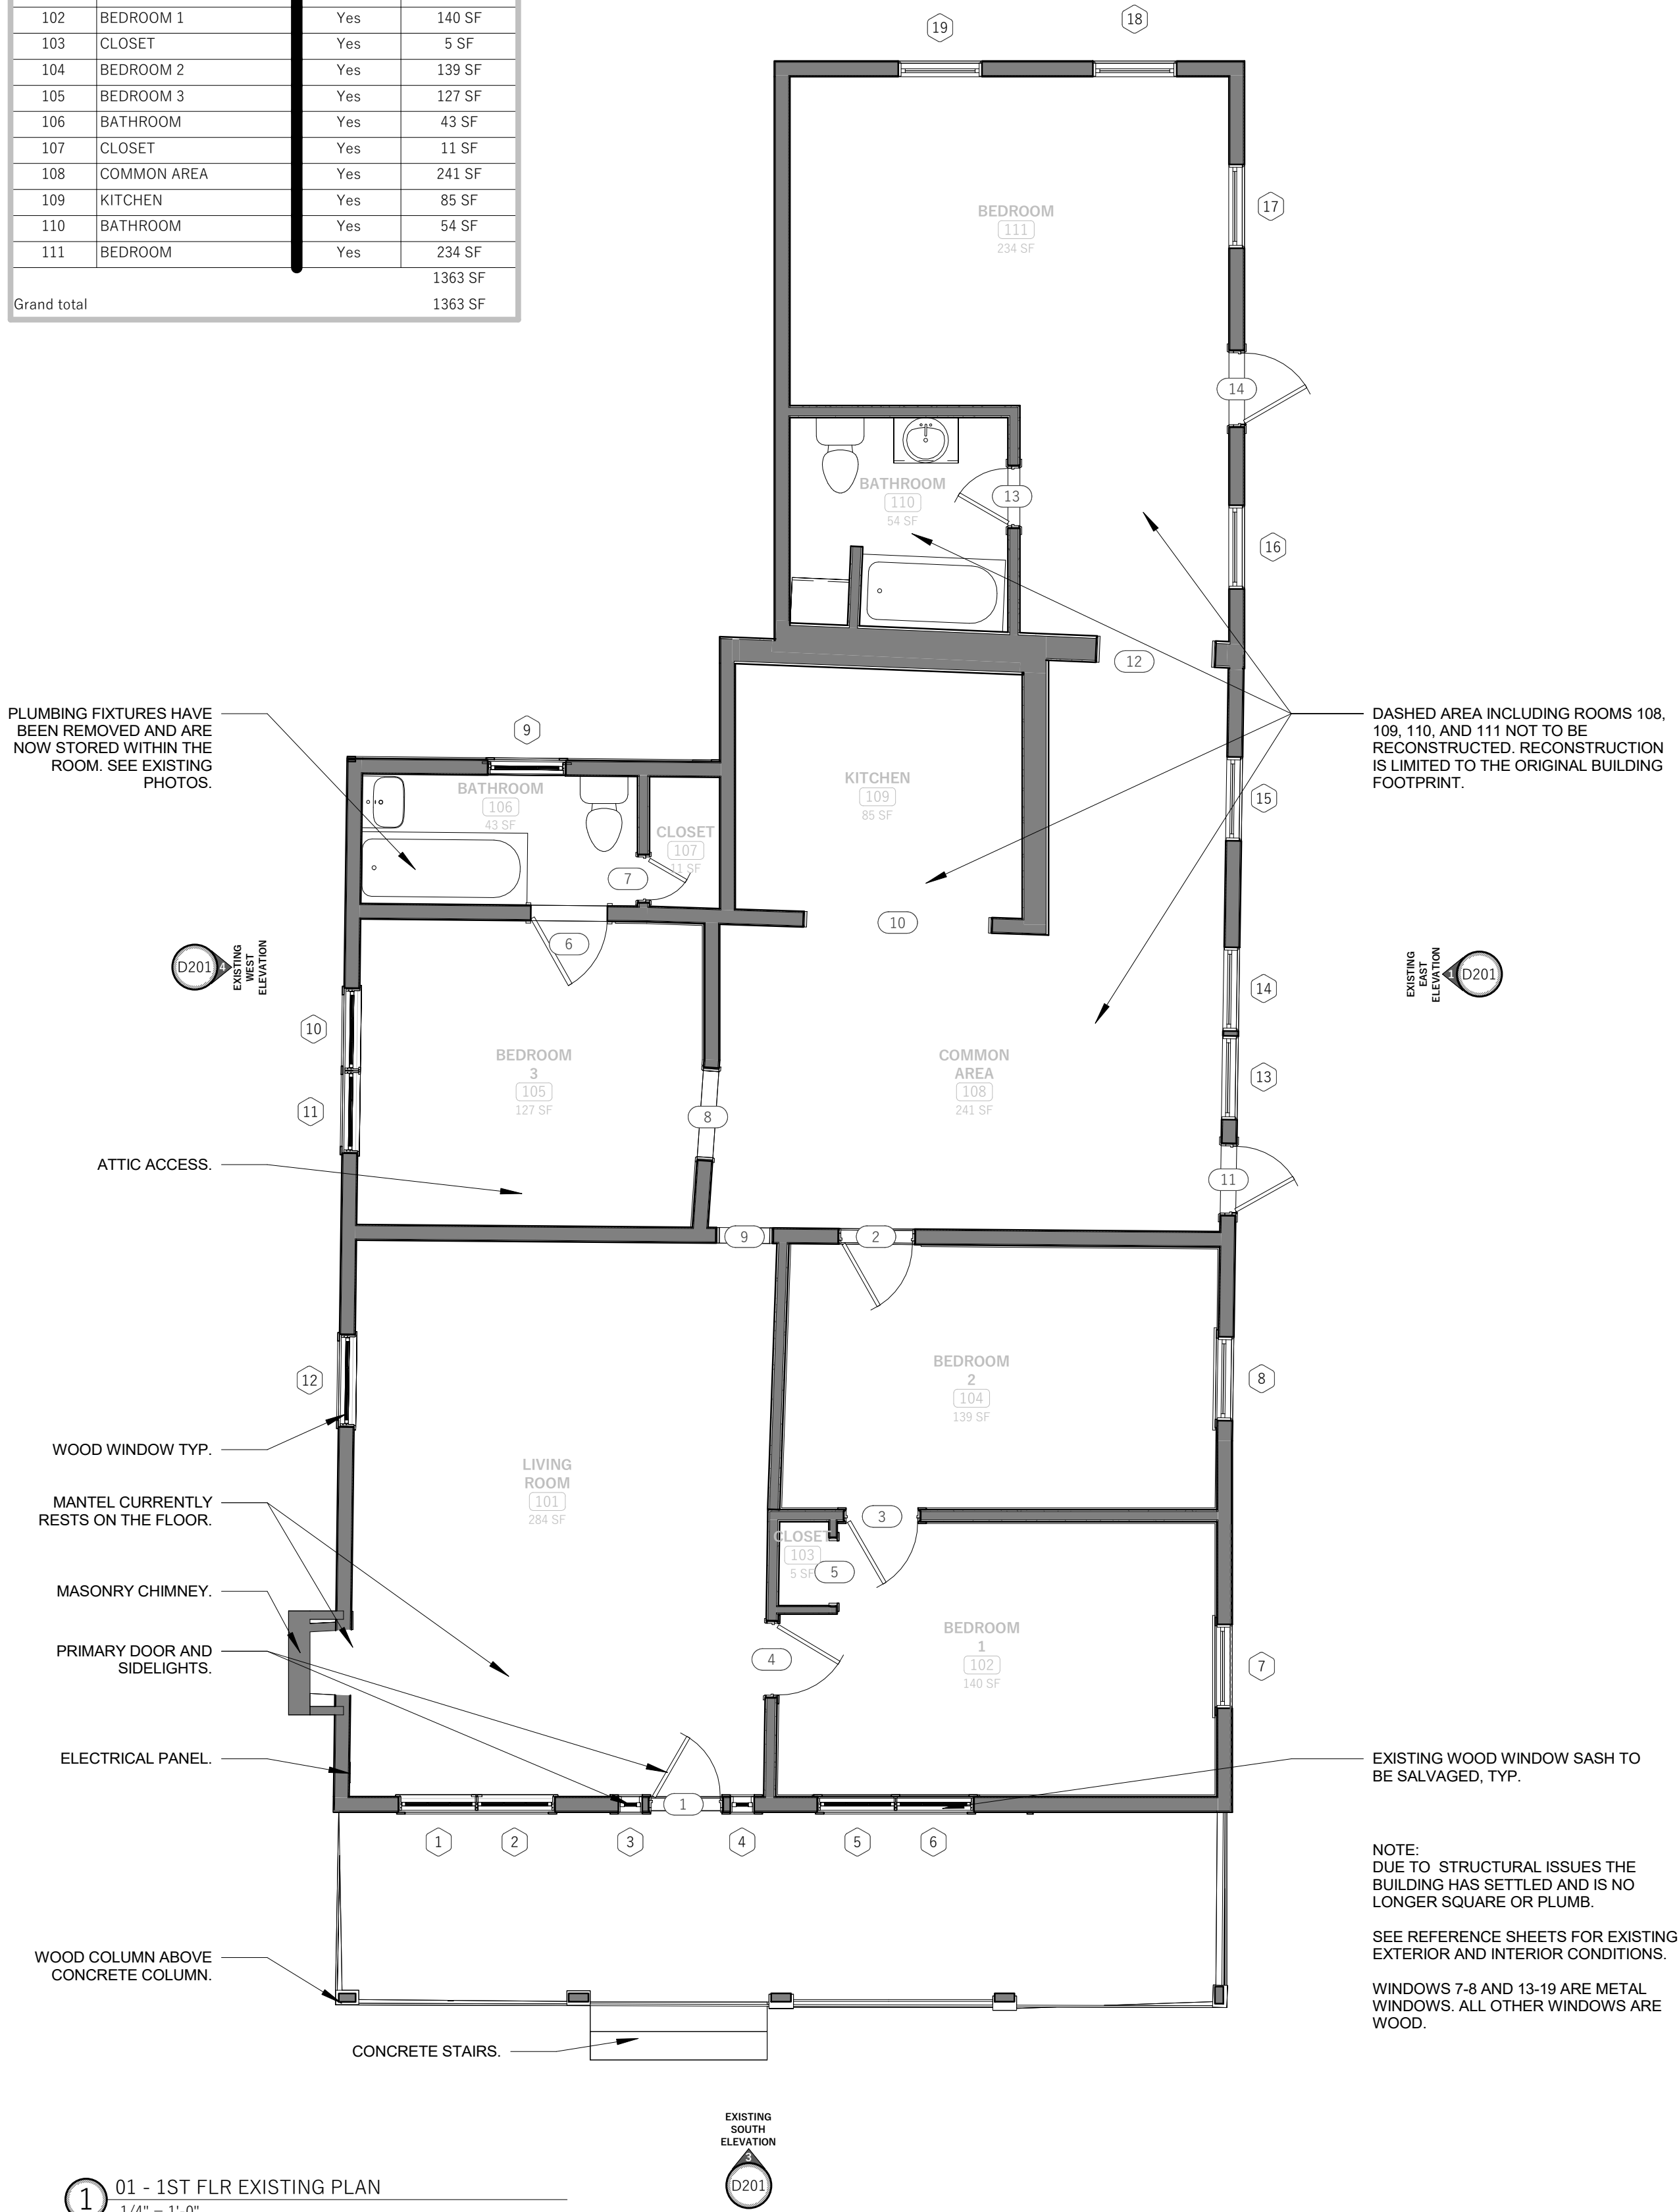 102 BEDROOM 1 Yes 140 SF
103 CLOSET Yes 5 SF
104 BEDROOM 2 Yes 139 SF
105 BEDROOM 3 Yes 127 SF
106 BATHROOM Yes 43 SF
107 CLOSET Yes 11 SF
108 COMMON AREA Yes 241 SF
109 KITCHEN Yes 85 SF
110 BATHROOM Yes 54 SF
111 BEDROOM Yes 234 SF
1363 SF
Grand total 1363 SF
19
18
17
BEDROOM
111
234 SF
14
BATHROOM
110
54 SF
13
16
12
PLUMBING FIXTURES HAVE
BEEN REMOVED AND ARE
NOW STORED WITHIN THE
ROOM. SEE EXISTING
PHOTOS.
9
DASHED AREA INCLUDING ROOMS 108,
109, 110, AND 111 NOT TO BE
RECONSTRUCTED. RECONSTRUCTION
IS LIMITED TO THE ORIGINAL BUILDING
FOOTPRINT.
BATHROOM
106
43 SF
CLOSET
107
11 SF
7
KITCHEN
109
85 SF
15
6
10
D201
4
EXISTING
WEST
ELEVATION
EXISTING
EAST
ELEVATION
1
D201
10
11
BEDROOM
3
105
127 SF
8
COMMON
AREA
108
241 SF
14
13
ATTIC ACCESS.
11
9
2
12
BEDROOM
2
104
139 SF
8
WOOD WINDOW TYP.
LIVING
ROOM
101
284 SF
MANTEL CURRENTLY
RESTS ON THE FLOOR.
3
CLOSET
103
5 SF
5
MASONRY CHIMNEY.
PRIMARY DOOR AND
SIDELIGHTS.
4
BEDROOM
1
102
140 SF
7
ELECTRICAL PANEL.
EXISTING WOOD WINDOW SASH TO
BE SALVAGED, TYP.
1
1
2
3
4
5
6
NOTE:
DUE TO STRUCTURAL ISSUES THE
BUILDING HAS SETTLED AND IS NO
LONGER SQUARE OR PLUMB.
SEE REFERENCE SHEETS FOR EXISTING
EXTERIOR AND INTERIOR CONDITIONS.
WINDOWS 7-8 AND 13-19 ARE METAL
WINDOWS. ALL OTHER WINDOWS ARE
WOOD.
WOOD COLUMN ABOVE
CONCRETE COLUMN.
CONCRETE STAIRS.
EXISTING
SOUTH
ELEVATION
3
D201
1
01 - 1ST FLR EXISTING PLAN
1/4" = 1'-0"